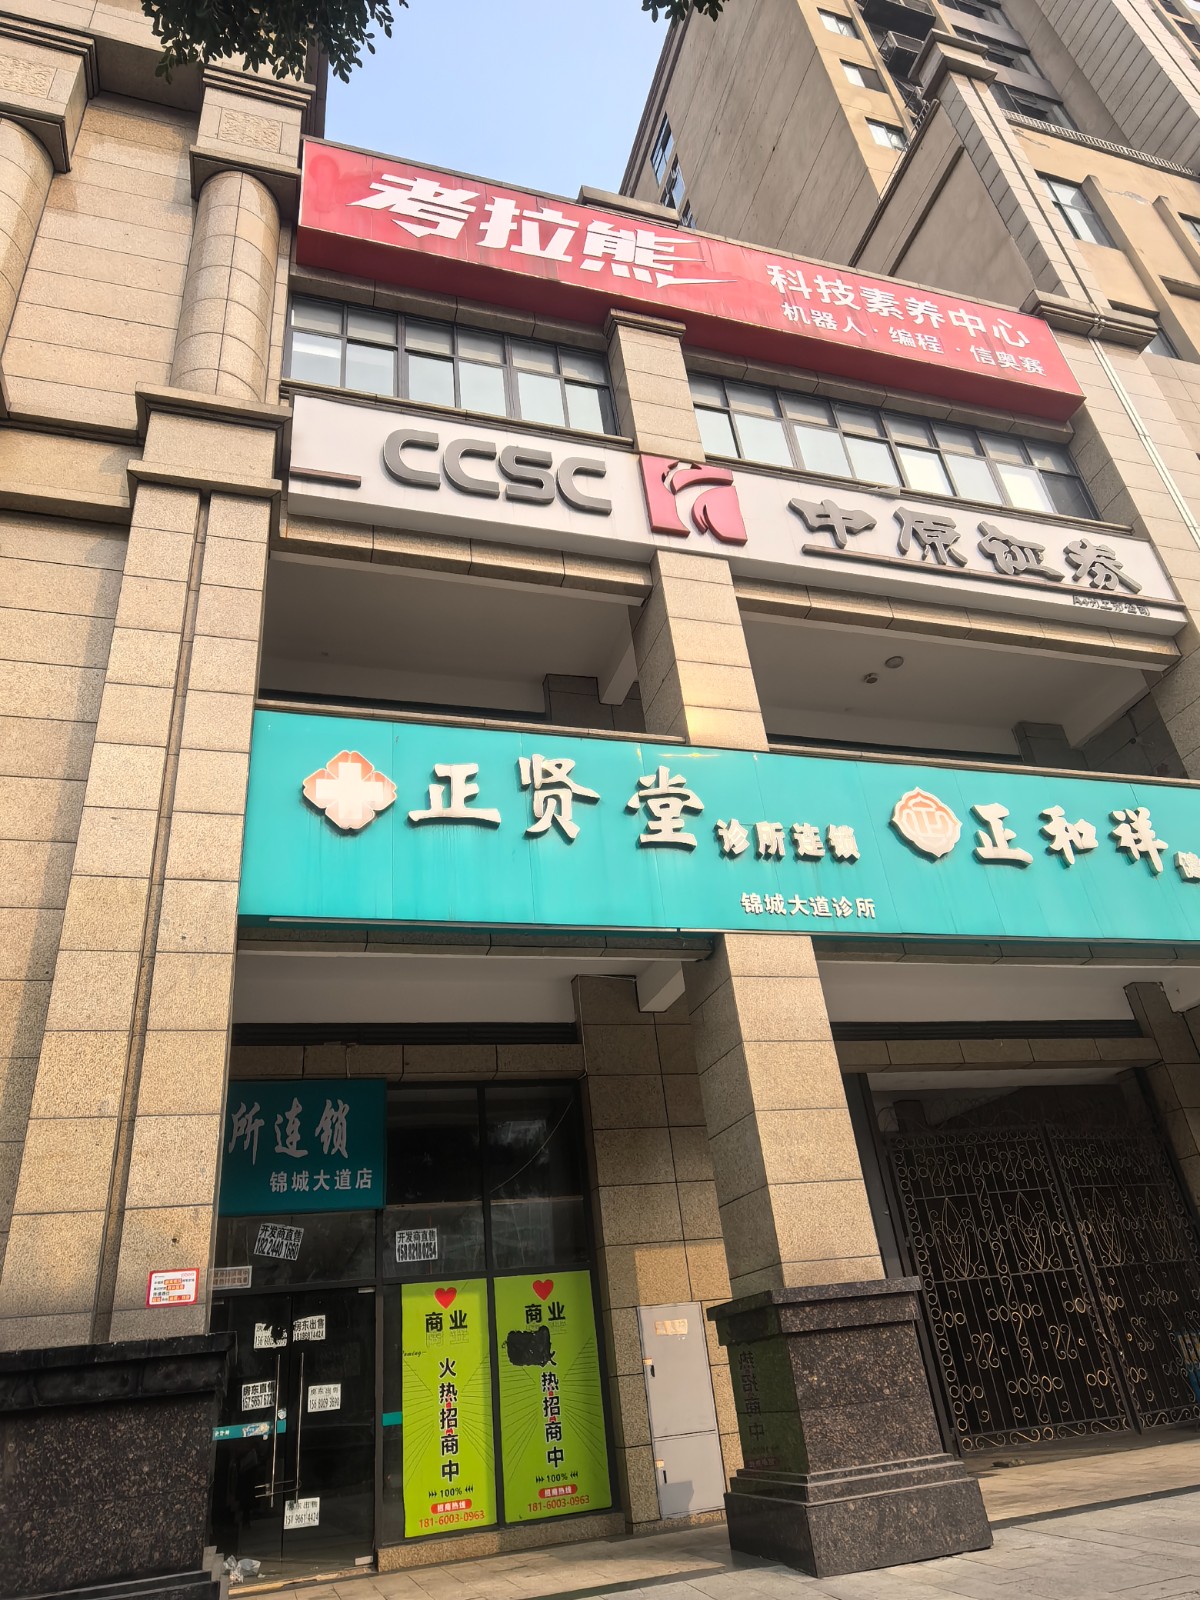 考拉熊
科技素养中心
机器人·编程·信奥赛
CCSC
中原证券
正贤堂 诊所连锁
锦城大道诊所
正和祥
所连锁
锦城大道店
开发商直售
开发商直售
房东出售
房东直售
房东出售
商业
火热招商中
100%
招商热线
181-6003-0963
商业
火热招商中
100%
招商热线
181-6003-0963